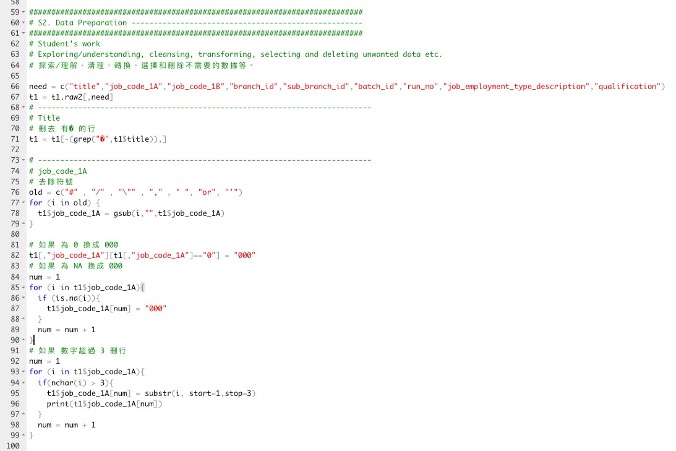 58
59 ################################################################################
60 # S2. Data Preparation -------------------------------------------------------
61 ################################################################################
62 # Student's work
63 # Exploring/understanding, cleansing, transforming, selecting and deleting unwanted data etc.
64 # 探索/理解、清理、轉換、選擇和刪除不需要的數據等。
65
66 need = c("title","job_code_1A","job_code_1B","branch_id","sub_branch_id","batch_id","run_no","job_employment_type_description","qualification")
67 t1 = t1.raw2[,need]
68 # ----------------------------------------------------------------------------
69 # Title
70 # 刪去 有� 的行
71 t1 = t1[-(grep("�",t1$title)),]
72
73 # ----------------------------------------------------------------------------
74 # job_code_1A
75 # 去除符號
76 old = c("#" , "/" , "\"" , "," , " ", "or", "'")
77 for (i in old) {
78 t1$job_code_1A = gsub(i,"",t1$job_code_1A)
79 }
80
81 # 如果 為 0 換成 000
82 t1[,"job_code_1A"][t1[,"job_code_1A"]=="0"] = "000"
83 # 如果 為 NA 換成 000
84 num = 1
85 for (i in t1$job_code_1A){
86 if (is.na(i)){
87 t1$job_code_1A[num] = "000"
88 }
89 num = num + 1
90 }
91 # 如果 數字超過 3 刪行
92 num = 1
93 for (i in t1$job_code_1A){
94 if(nchar(i) > 3){
95 t1$job_code_1A[num] = substr(i, start=1,stop=3)
96 print(t1$job_code_1A[num])
97 }
98 num = num + 1
99 }
100